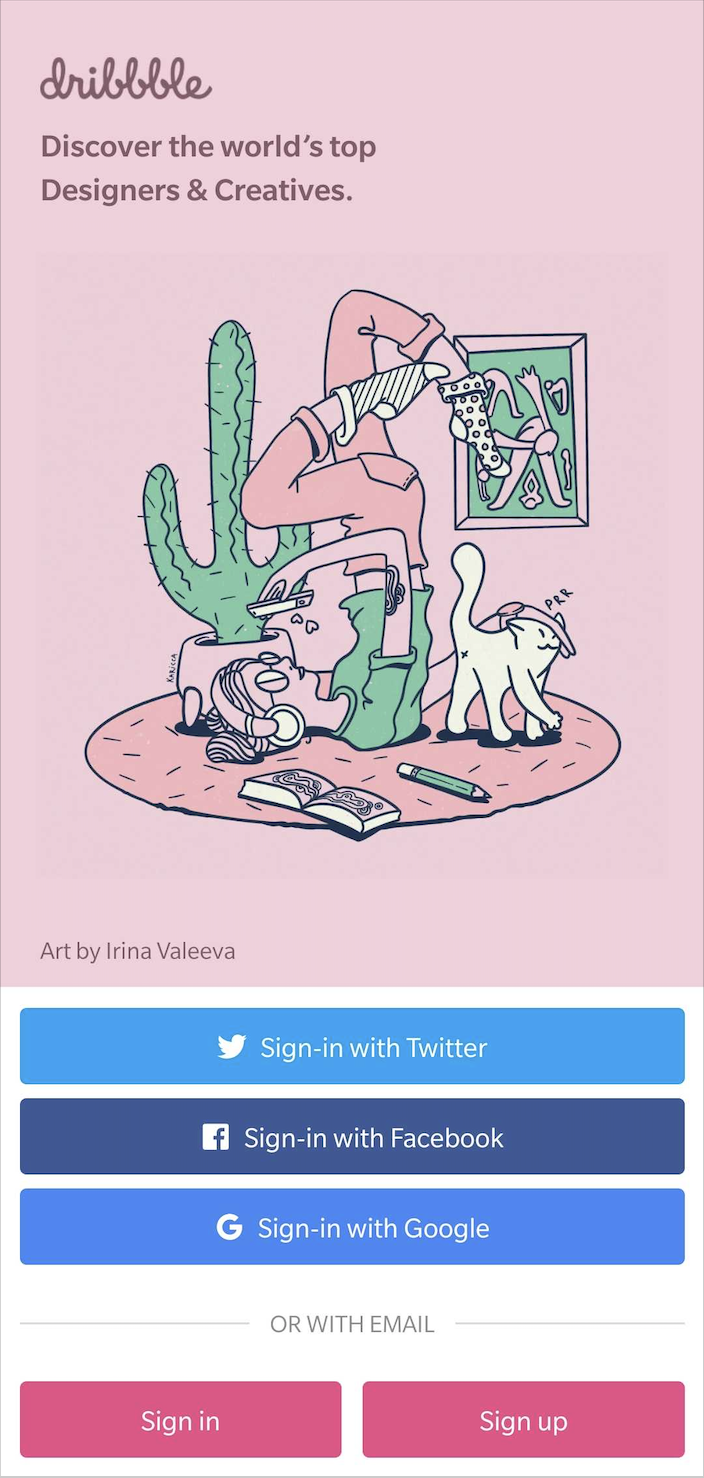 dribbble
Discover the world’s top
Designers & Creatives.
PRR
KARICCA
Art by Irina Valeeva
Sign-in with Twitter
Sign-in with Facebook
Sign-in with Google
OR WITH EMAIL
Sign in
Sign up